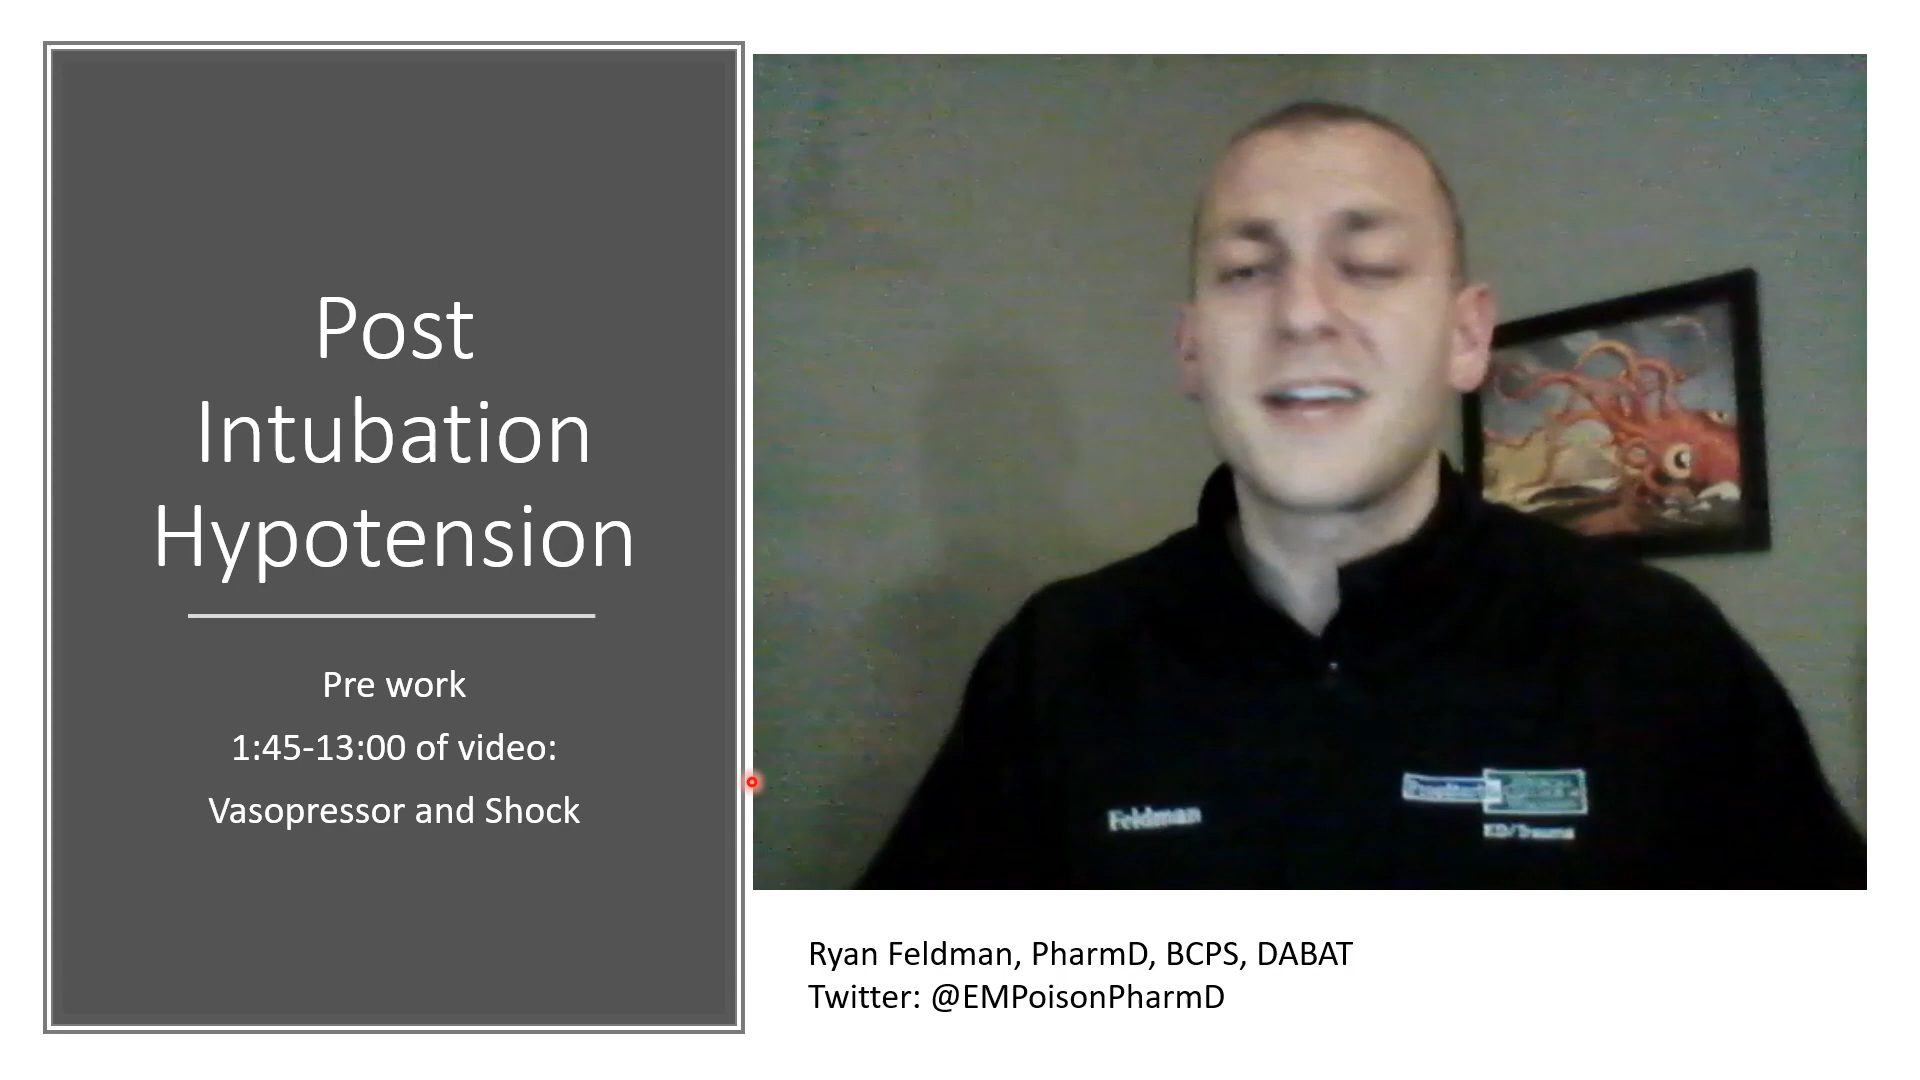 Post
Intubation
Hypotension
Pre work
1:45-13:00 of video:
Vasopressor and Shock
Feldman
ED/Trauma
Ryan Feldman, PharmD, BCPS, DABAT
Twitter: @EMPoisonPharmD